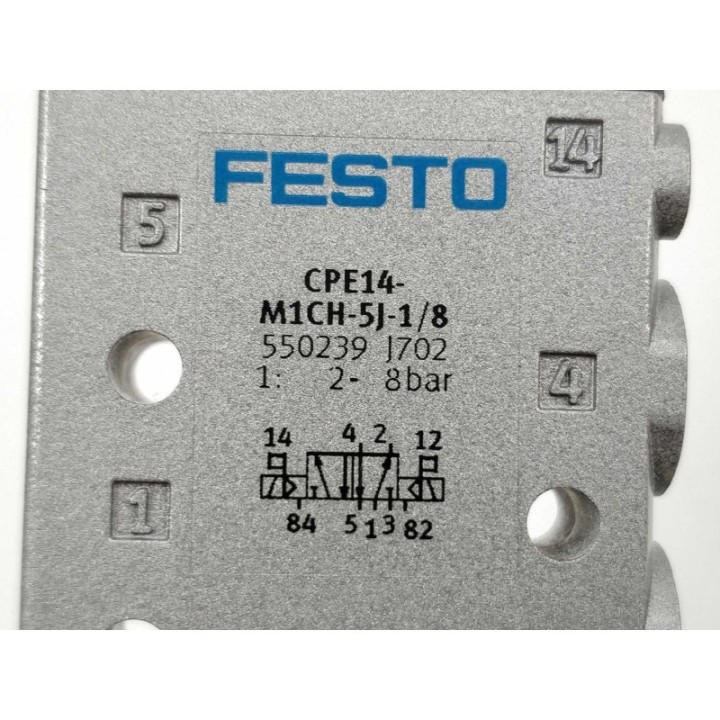 14
FESTO
5
CPE14-
M1CH-5J-1/8
550239 J702
1: 2- 8bar
4
14 4 2 12
1
84 5 1 3 82